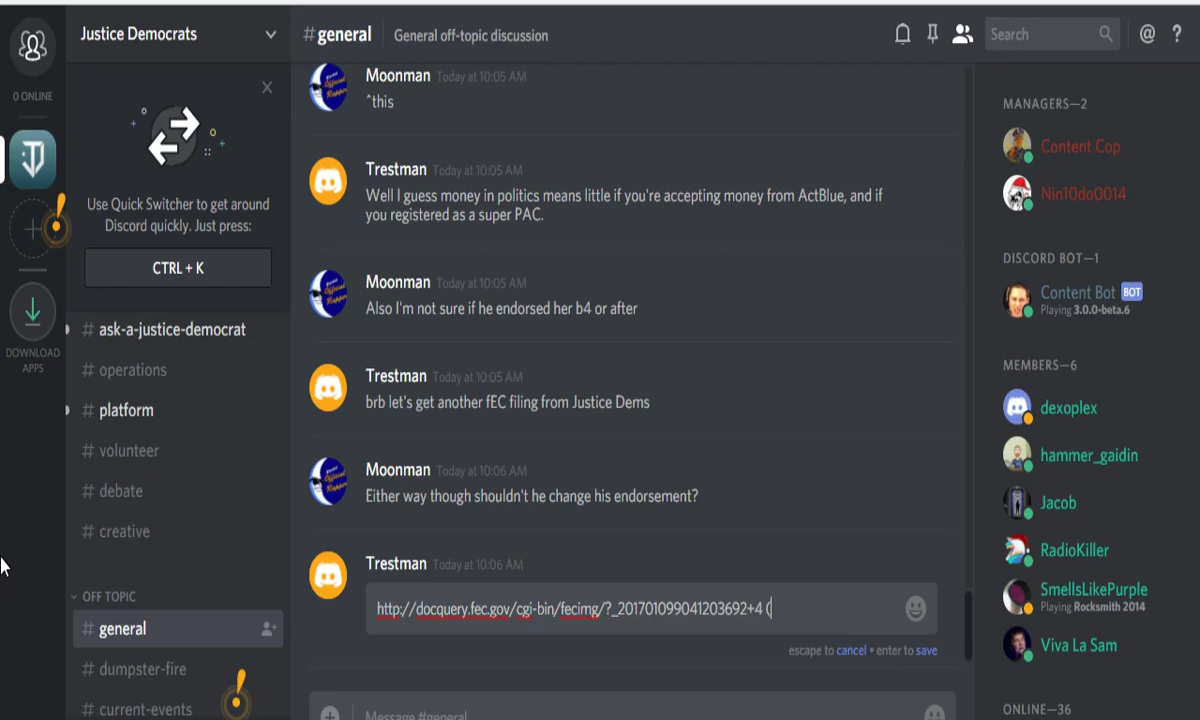 Justice Democrats
0 ONLINE
Use Quick Switcher to get around
Discord quickly. Just press:
CTRL + K
DOWNLOAD
APPS
# ask-a-justice-democrat
# operations
# platform
# volunteer
# debate
# creative
OFF TOPIC
# general
# dumpster-fire
# current-events
#general
General off-topic discussion
Search
@
?
Moonman Today at 10:05 AM
^this
Trestman Today at 10:05 AM
Well I guess money in politics means little if you're accepting money from ActBlue, and if
you registered as a super PAC.
Moonman Today at 10:05 AM
Also I'm not sure if he endorsed her b4 or after
Trestman Today at 10:05 AM
brb let's get another fEC filing from Justice Dems
Moonman Today at 10:06 AM
Either way though shouldn't he change his endorsement?
Trestman Today at 10:06 AM
http://docquery.fec.gov/cgi-bin/fecimg/?_201701099041203692+4 (
escape to cancel • enter to save
Message #general
MANAGERS—2
Content Cop
Nin10do0014
DISCORD BOT—1
Content Bot BOT
Playing 3.0.0-beta.6
MEMBERS—6
dexoplex
hammer_gaidin
Jacob
RadioKiller
SmellsLikePurple
Playing Rocksmith 2014
Viva La Sam
ONLINE—36